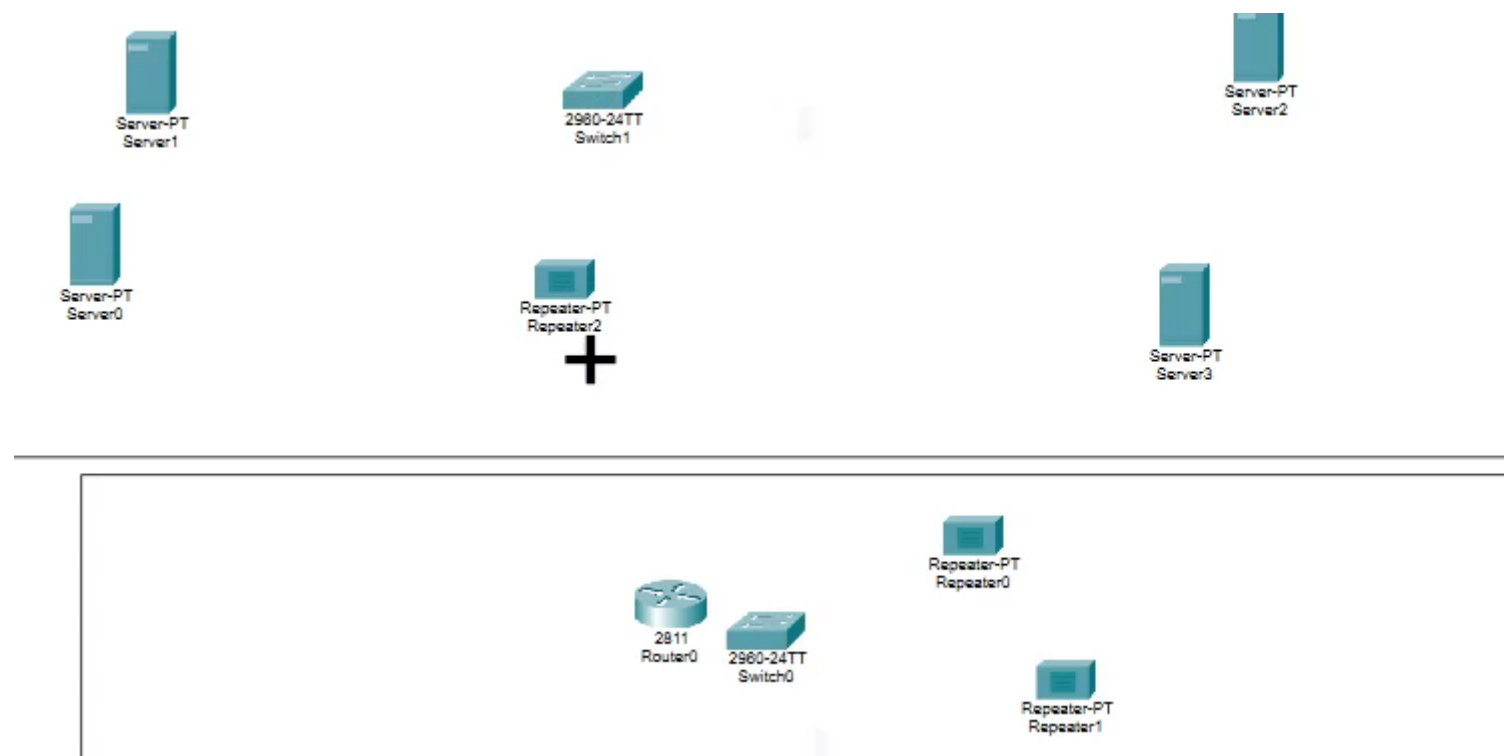 Server-PT
Server1
2960-24TT
Switch1
Server-PT
Server2
Server-PT
Server0
Repeater-PT
Repeater2
Server-PT
Server3
Repeater-PT
Repeater0
2811
Router0
2960-24TT
Switch0
Repeater-PT
Repeater1